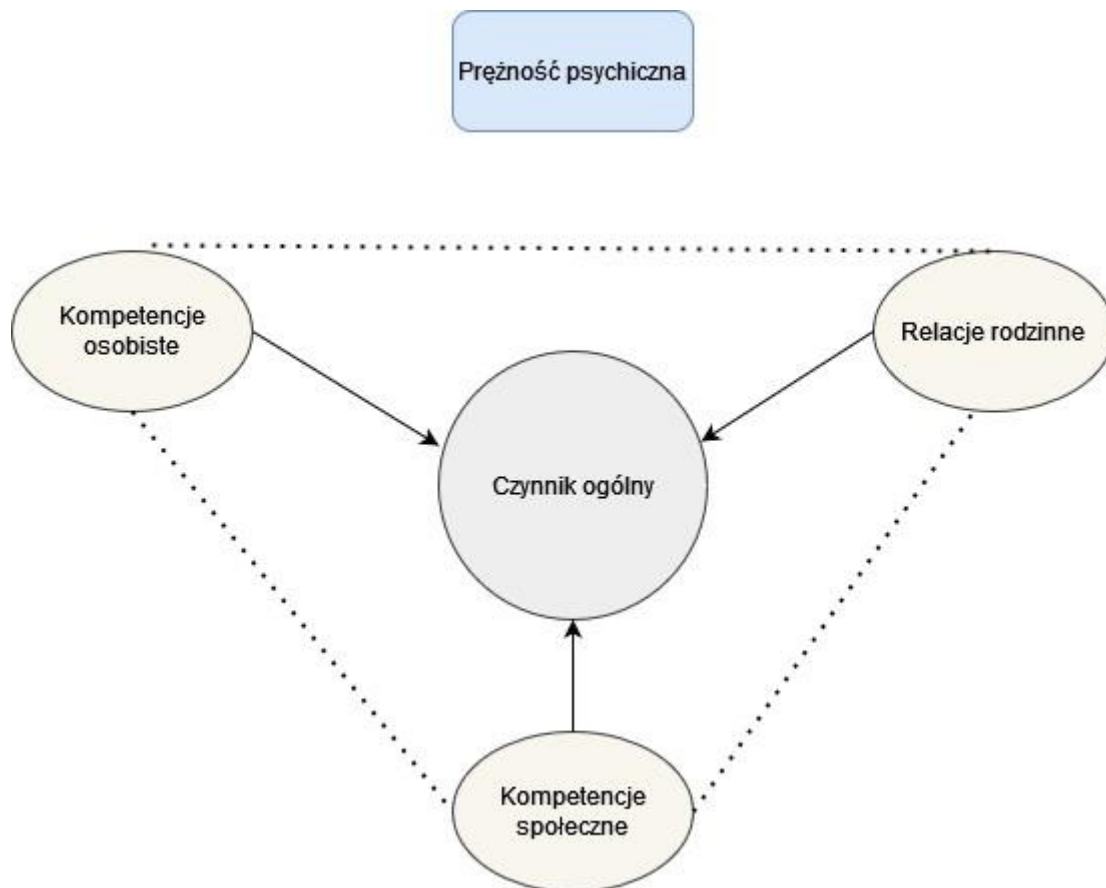 Prężność psychiczna
Kompetencje
osobiste
Relacje rodzinne
Czynnik ogólny
Kompetencje
społeczne